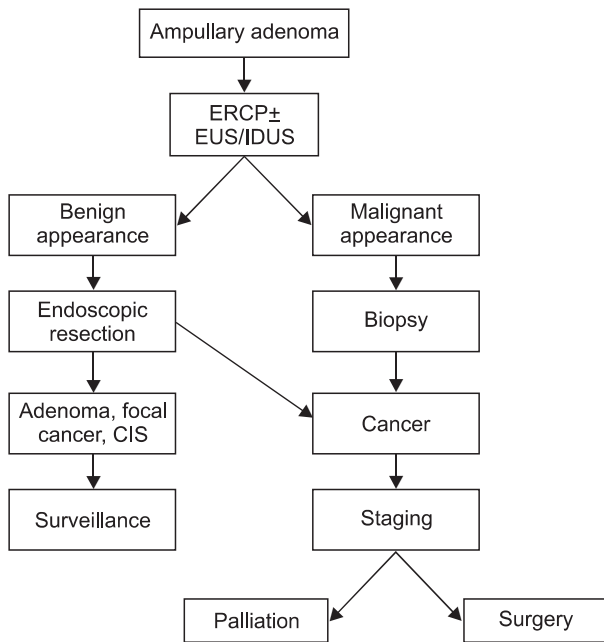 Ampullary adenoma
ERCP±
EUS/IDUS
Benign
appearance
Malignant
appearance
Endoscopic
resection
Biopsy
Adenoma, focal
cancer, CIS
Cancer
Surveillance
Staging
Palliation
Surgery